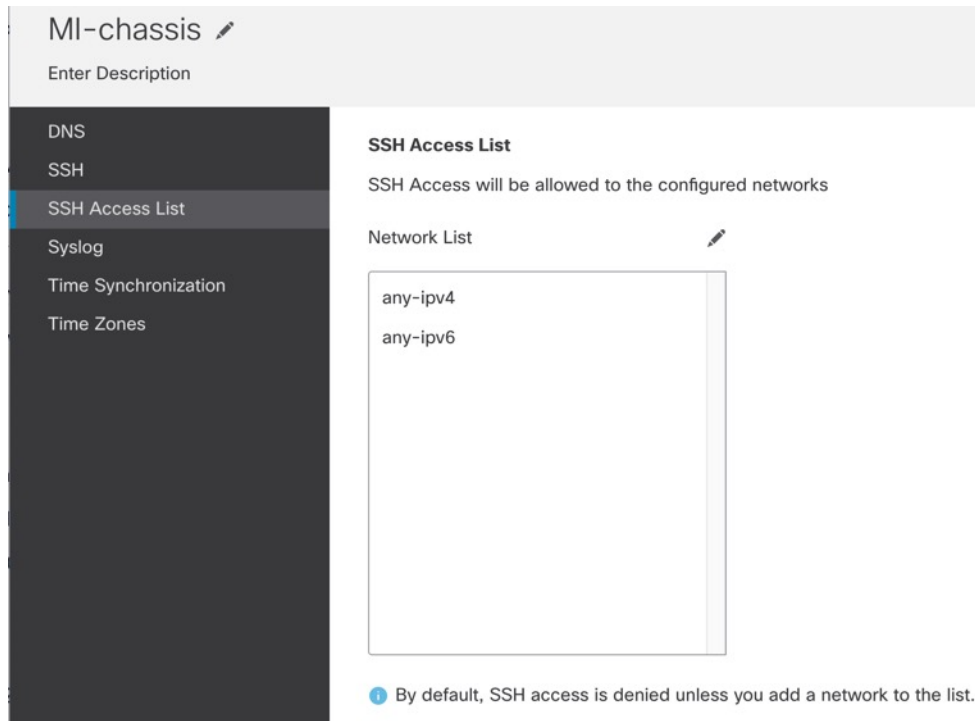 MI-chassis
Enter Description
DNS
SSH
SSH Access List
Syslog
Time Synchronization
Time Zones
SSH Access List
SSH Access will be allowed to the configured networks
Network List
any-ipv4
any-ipv6
By default, SSH access is denied unless you add a network to the list.